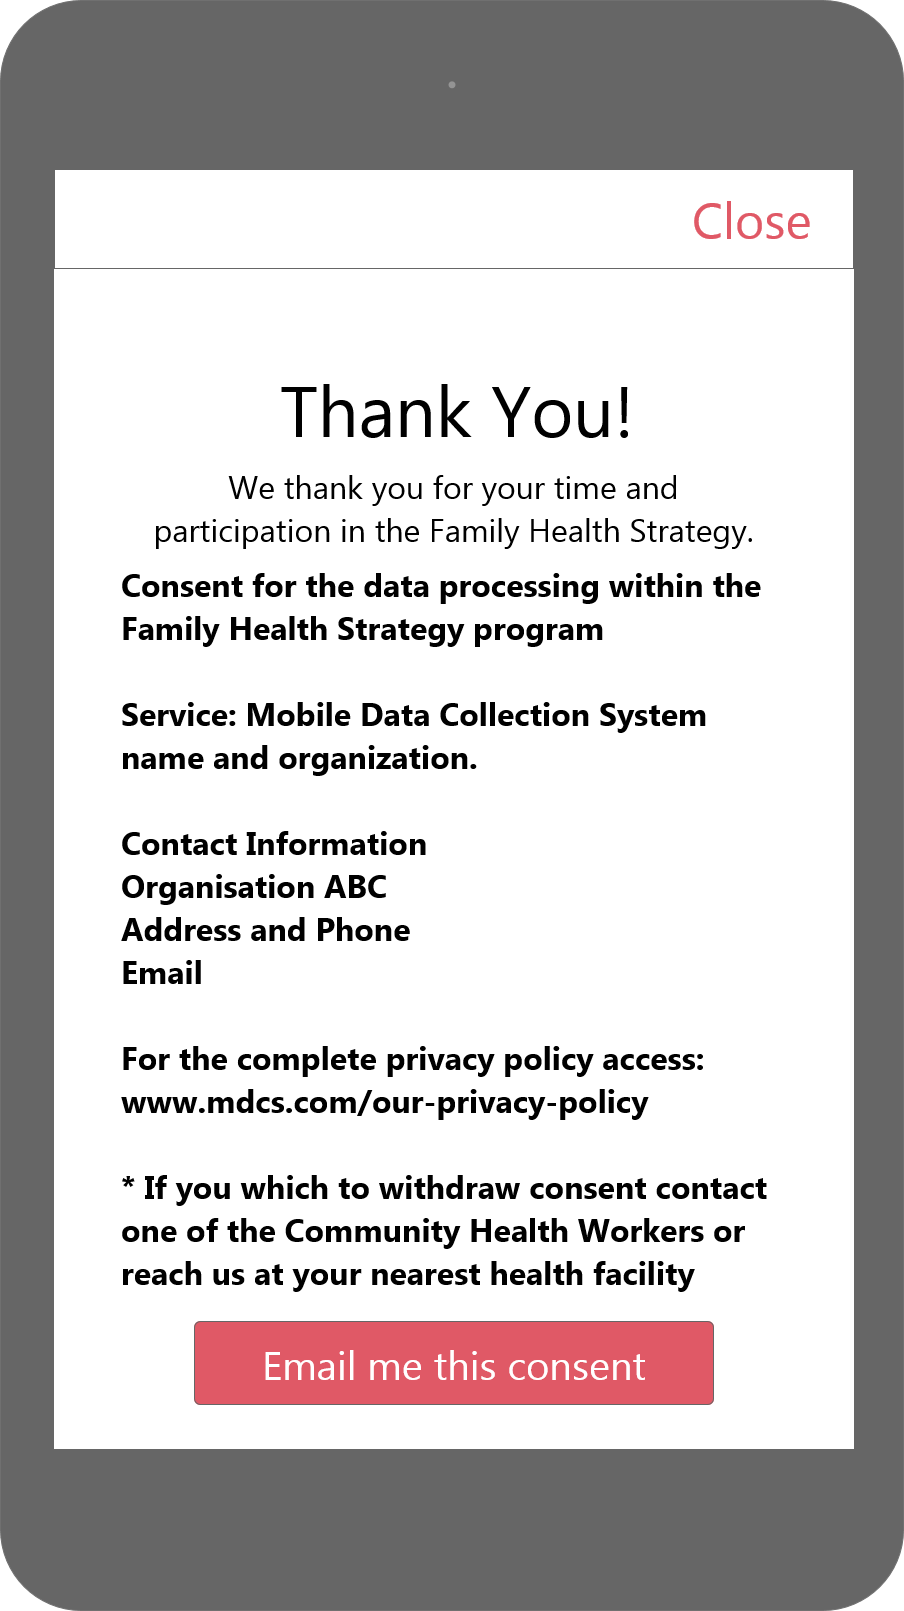 Close
Thank You!
We thank you for your time and
participation in the Family Health Strategy.
Consent for the data processing within the
Family Health Strategy program
Service: Mobile Data Collection System
name and organization.
Contact Information
Organisation ABC
Address and Phone
Email
For the complete privacy policy access:
www.mdcs.com/our-privacy-policy
* If you which to withdraw consent contact
one of the Community Health Workers or
reach us at your nearest health facility
Email me this consent